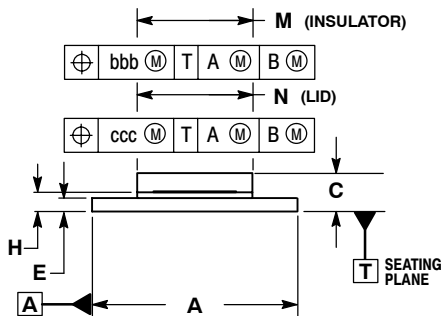 M (INSULATOR)
⌖ bbb Ⓜ T A Ⓜ B Ⓜ
N (LID)
⌖ ccc Ⓜ T A Ⓜ B Ⓜ
C
H
E
T SEATING
PLANE
A A